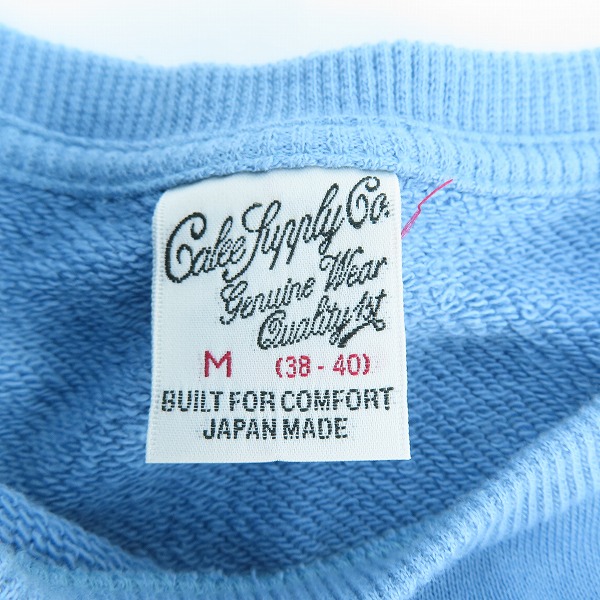 Calee Supply Co.
Genuine Wear
Quality 1st
M (38 - 40)
BUILT FOR COMFORT
JAPAN MADE